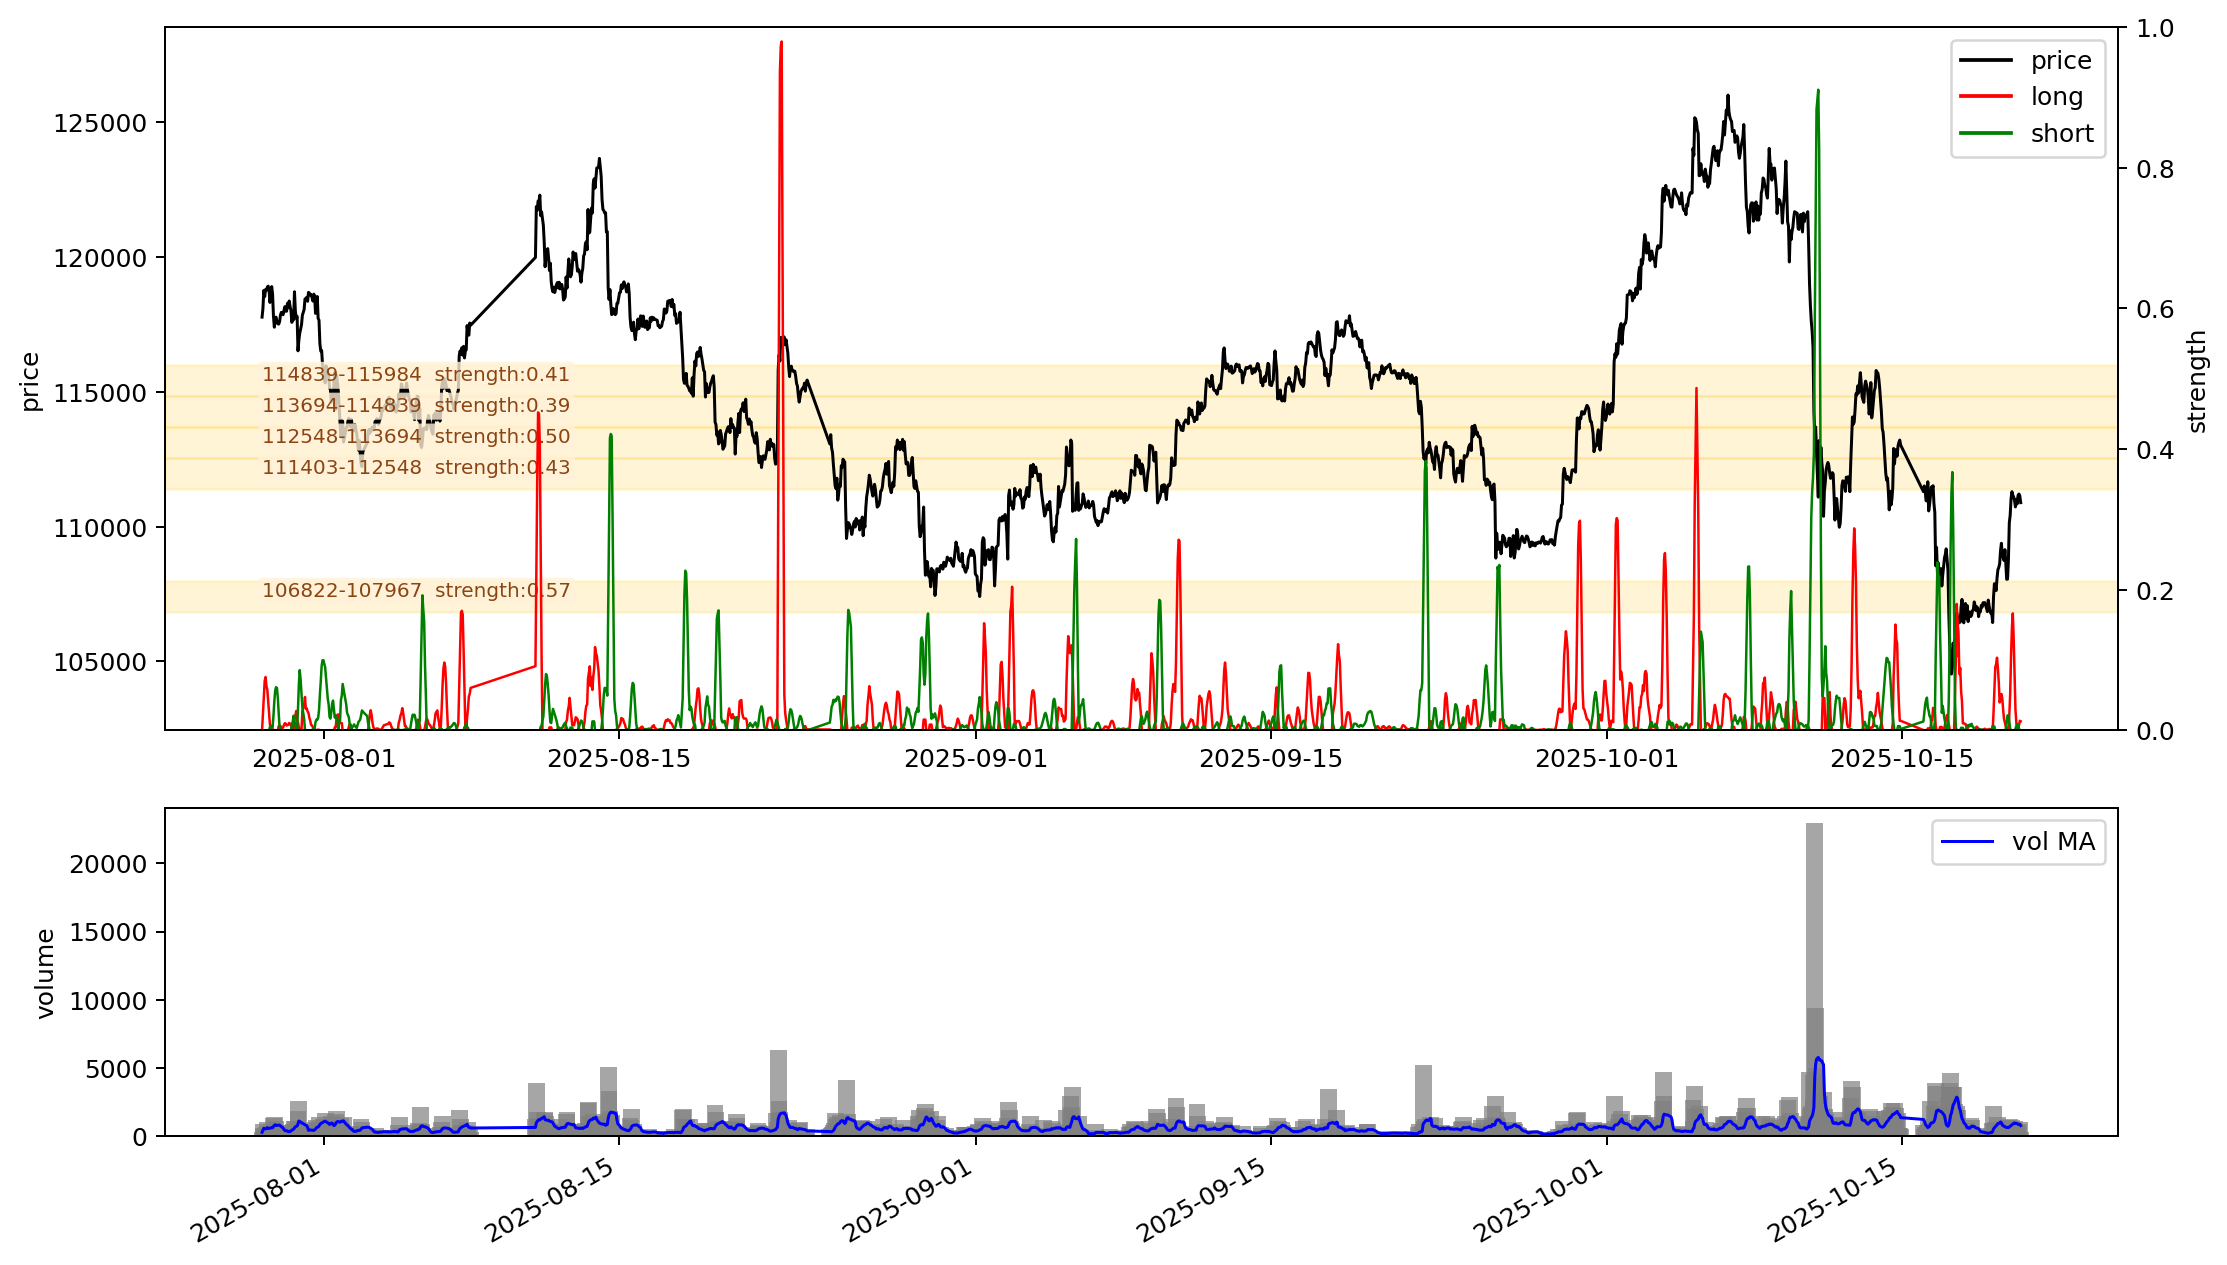 1.0
price
long
short
125000
0.8
120000
0.6
price
115000
114839-115984 strength:0.41
113694-114839 strength:0.39
112548-113694 strength:0.50
111403-112548 strength:0.43
strength
0.4
110000
106822-107967 strength:0.57
0.2
105000
0.0
2025-08-01 2025-08-15 2025-09-01 2025-09-15 2025-10-01 2025-10-15
vol MA
20000
15000
volume
10000
5000
0
2025-08-01 2025-08-15 2025-09-01 2025-09-15 2025-10-01 2025-10-15